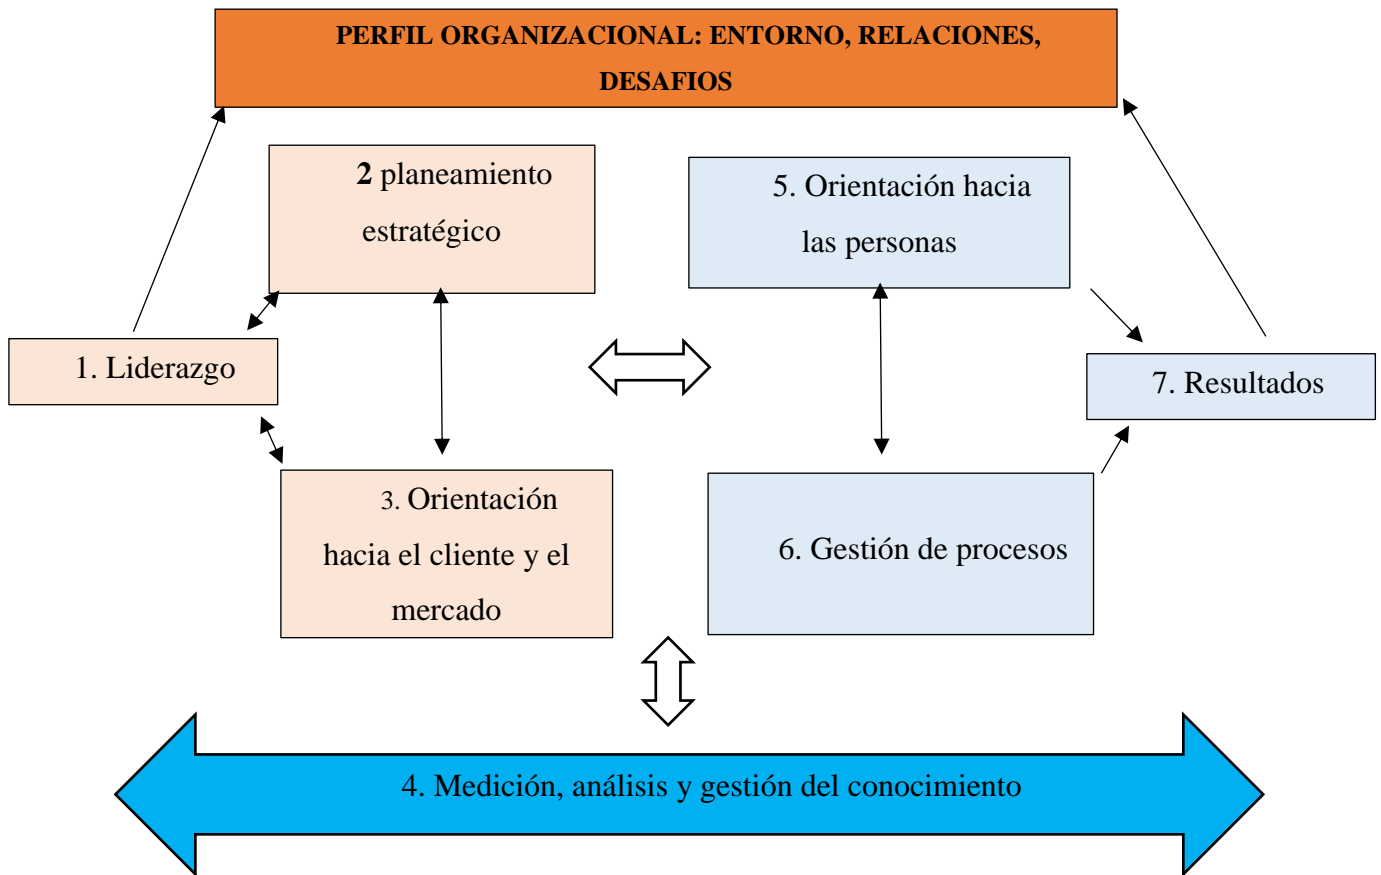 PERFIL ORGANIZACIONAL: ENTORNO, RELACIONES,
DESAFIOS
2 planeamiento
estratégico
5. Orientación hacia
las personas
1. Liderazgo
7. Resultados
3. Orientación
hacia el cliente y el
mercado
6. Gestión de procesos
4. Medición, análisis y gestión del conocimiento